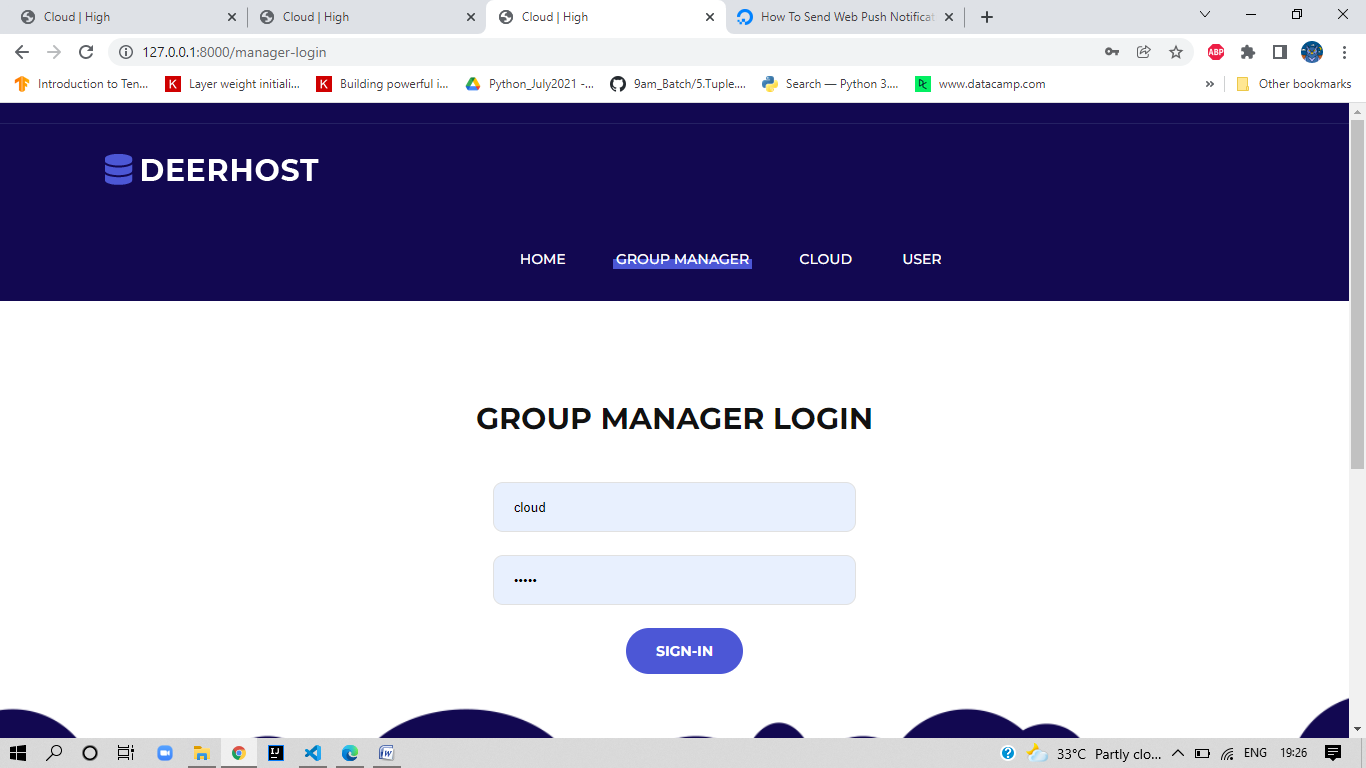 Cloud | High
Cloud | High
Cloud | High
How To Send Web Push Notificat
127.0.0.1:8000/manager-login
ABP
Introduction to Ten...
K Layer weight initiali...
K Building powerful i...
Python_July2021 -...
9am_Batch/5.Tuple....
Search — Python 3....
DC www.datacamp.com
» Other bookmarks
DEERHOST
HOME GROUP MANAGER CLOUD USER
GROUP MANAGER LOGIN
cloud
•••••
SIGN-IN
33°C Partly clo... ENG 19:26